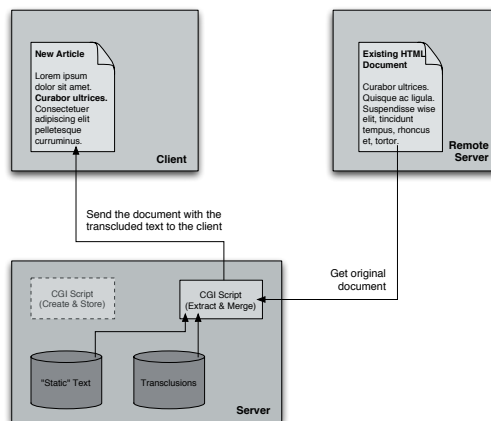 New Article
Lorem ipsum
dolor sit amet.
Curabor ultrices.
Consectetuer
adipiscing elit
pelletesque
curruminus.
Client
Existing HTML
Document
Curabor ultrices.
Quisque ac ligula.
Suspendisse wise
elit, tincidunt
tempus, rhoncus
et, tortor.
Remote
Server
Send the document with the
transcluded text to the client
Get original
document
CGI Script
(Create & Store)
CGI Script
(Extract & Merge)
"Static" Text
Transclusions
Server